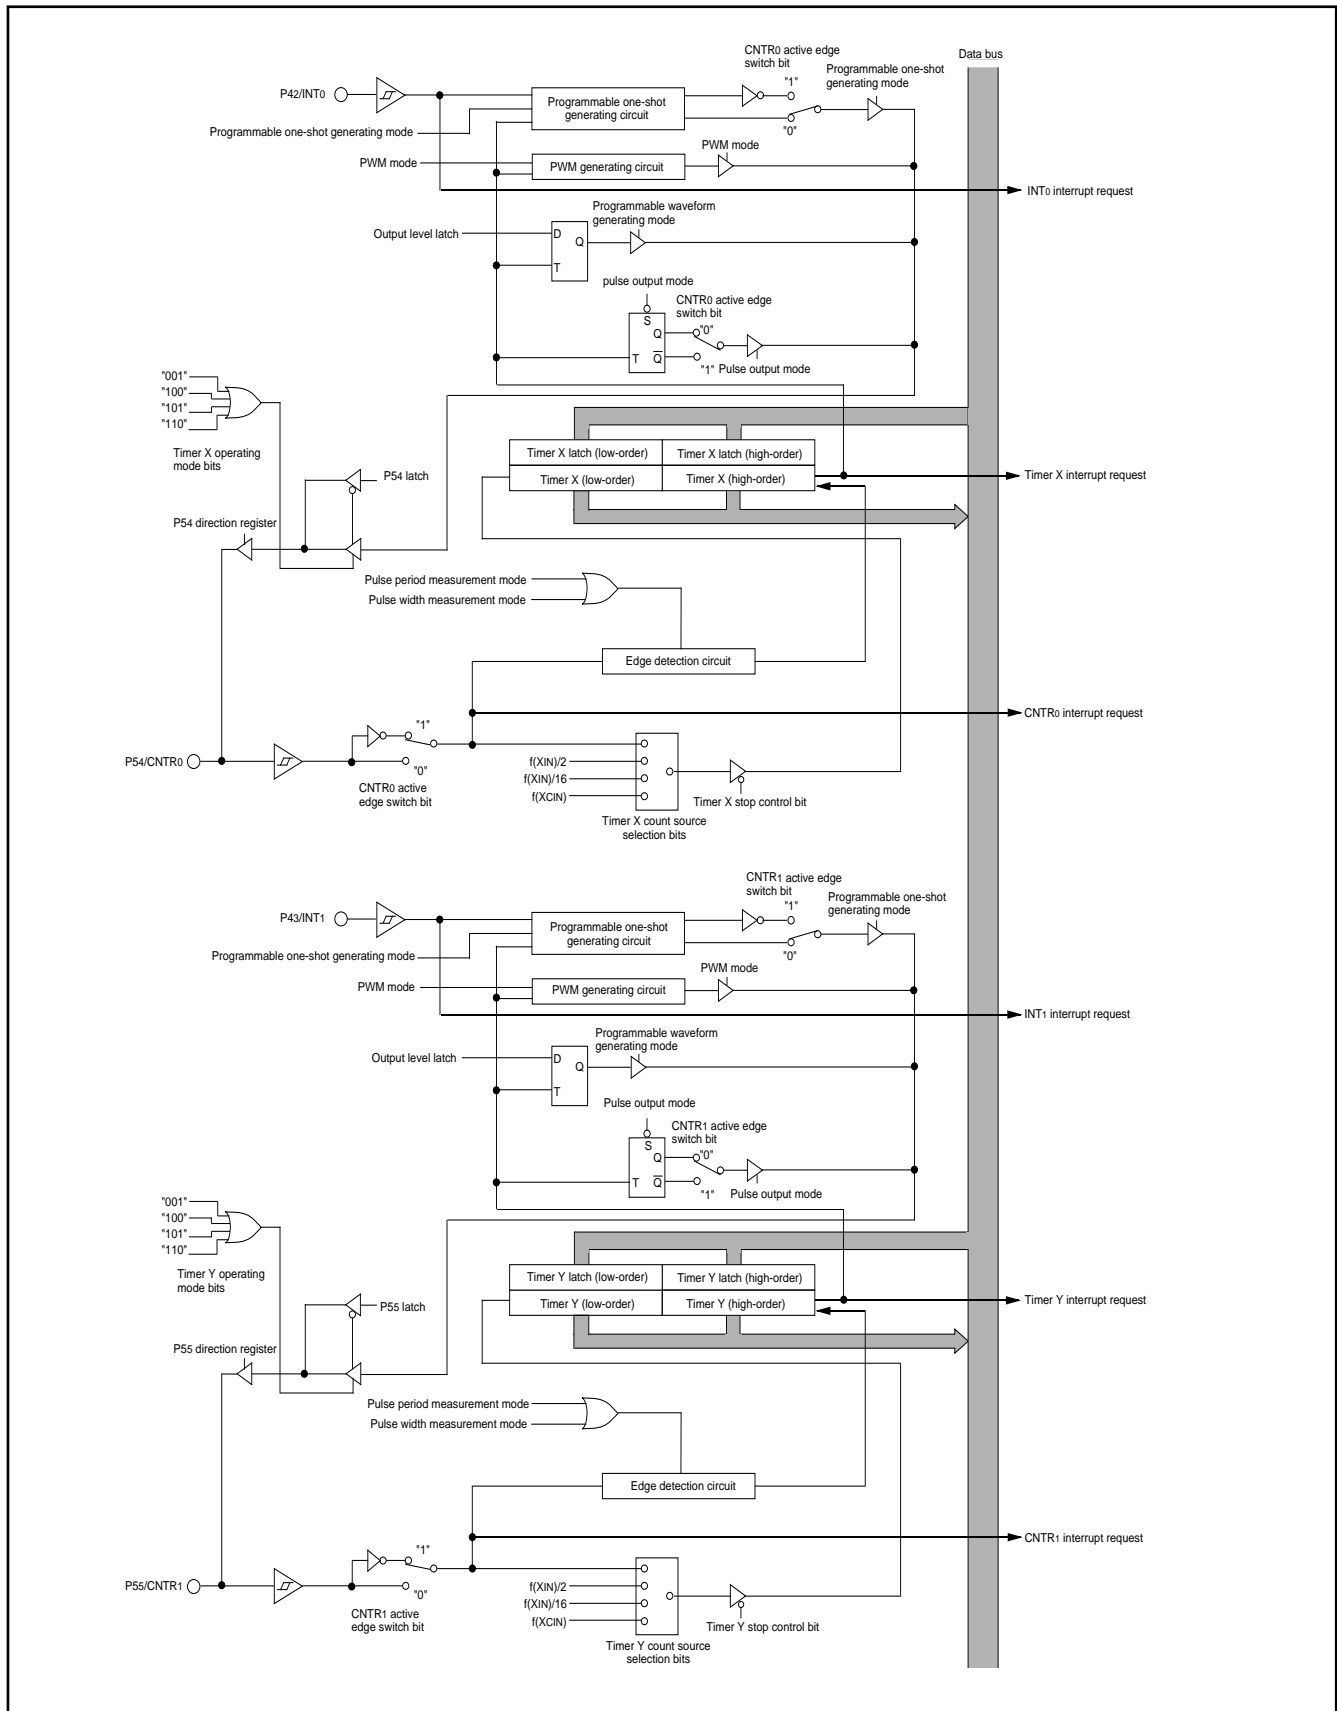 CNTR0 active edge
switch bit
Data bus
Programmable one-shot
generating mode
"1"
P42/INT0
Programmable one-shot
generating circuit
Programmable one-shot generating mode
"0"
PWM mode
PWM mode
PWM generating circuit
INT0 interrupt request
Programmable waveform
generating mode
Output level latch
D
Q
T
pulse output mode
CNTR0 active edge
switch bit
S
Q
"0"
T
Q
"1"
Pulse output mode
"001"
"100"
"101"
"110"
Timer X operating
mode bits
Timer X latch (low-order)
Timer X latch (high-order)
Timer X (low-order)
Timer X (high-order)
Timer X interrupt request
P54 latch
P54 direction register
Pulse period measurement mode
Pulse width measurement mode
Edge detection circuit
CNTR0 interrupt request
"1"
P54/CNTR0
"0"
CNTR0 active
edge switch bit
f(XIN)/2
f(XIN)/16
f(XCIN)
Timer X stop control bit
Timer X count source
selection bits
CNTR1 active edge
switch bit
Programmable one-shot
generating mode
"1"
P43/INT1
Programmable one-shot
generating circuit
Programmable one-shot generating mode
"0"
PWM mode
PWM mode
PWM generating circuit
INT1 interrupt request
Programmable waveform
generating mode
Output level latch
D
Q
T
Pulse output mode
CNTR1 active edge
switch bit
S
Q
"0"
T
Q
"1"
Pulse output mode
"001"
"100"
"101"
"110"
Timer Y operating
mode bits
Timer Y latch (low-order)
Timer Y latch (high-order)
Timer Y (low-order)
Timer Y (high-order)
Timer Y interrupt request
P55 latch
P55 direction register
Pulse period measurement mode
Pulse width measurement mode
Edge detection circuit
CNTR1 interrupt request
"1"
P55/CNTR1
"0"
CNTR1 active
edge switch bit
f(XIN)/2
f(XIN)/16
f(XCIN)
Timer Y stop control bit
Timer Y count source
selection bits